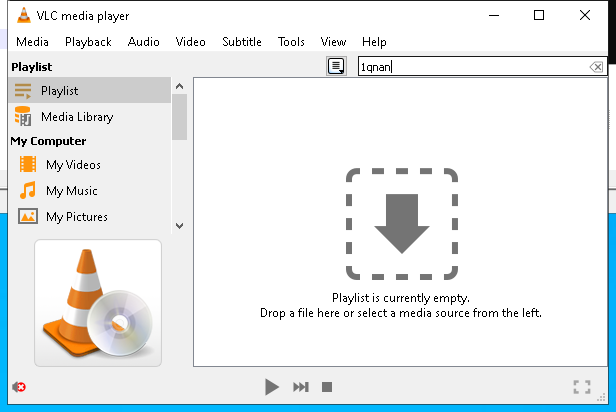 VLC media player
Media Playback Audio Video Subtitle Tools View Help
Playlist
1qnan
Playlist
Media Library
My Computer
My Videos
My Music
My Pictures
Playlist is currently empty.
Drop a file here or select a media source from the left.